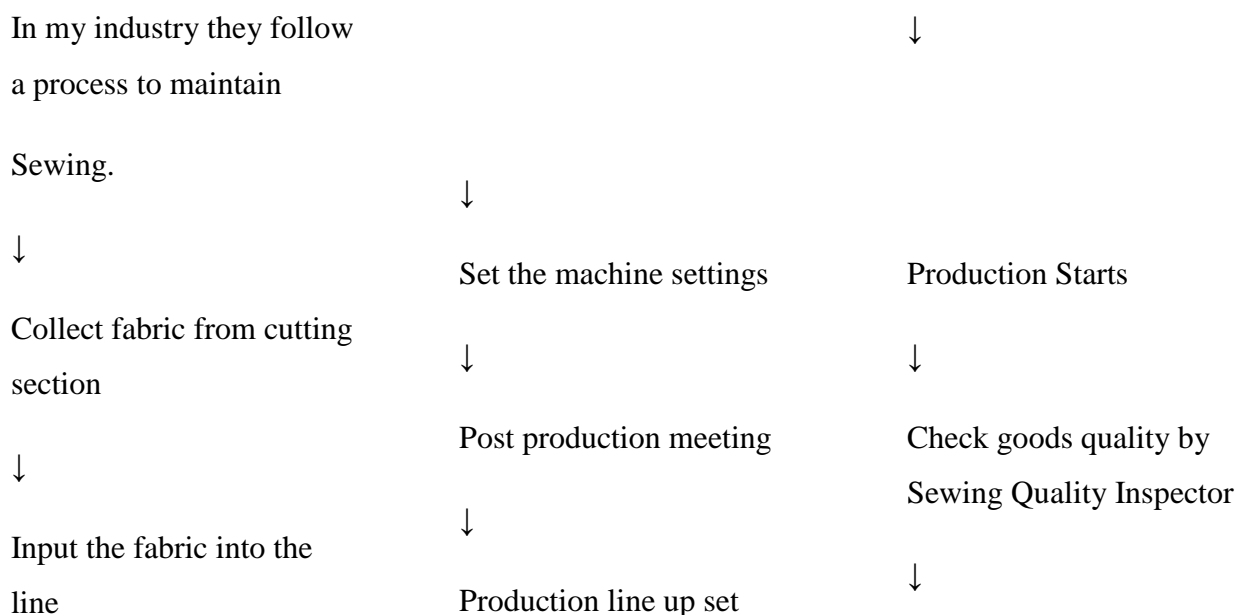 In my industry they follow
a process to maintain
Sewing.
↓
Collect fabric from cutting
section
↓
Input the fabric into the
line
↓
Set the machine settings
↓
Post production meeting
↓
Production line up set
↓
Production Starts
↓
Check goods quality by
Sewing Quality Inspector
↓